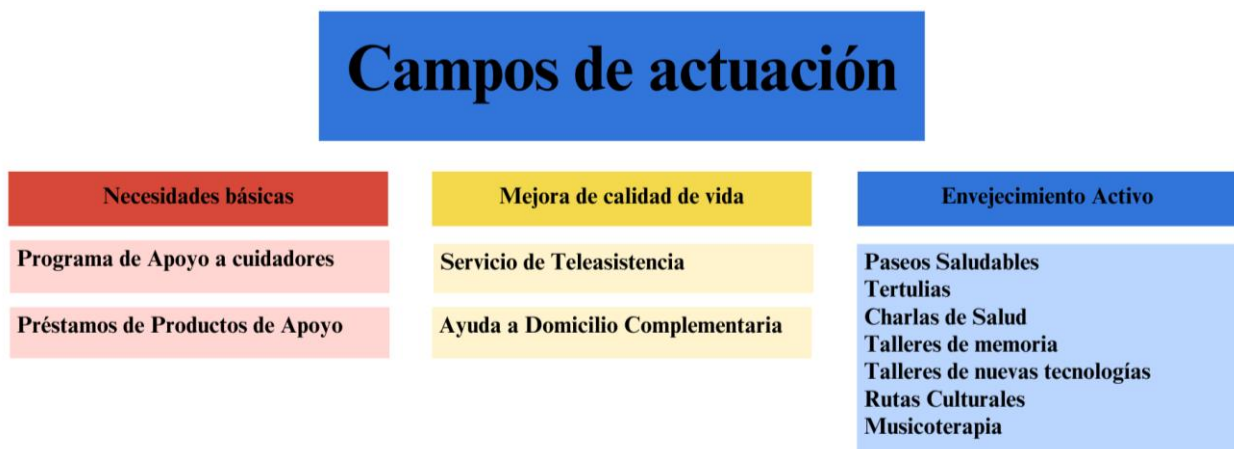 Campos de actuación
Necesidades básicas
Programa de Apoyo a cuidadores
Préstamos de Productos de Apoyo
Mejora de calidad de vida
Servicio de Teleasistencia
Ayuda a Domicilio Complementaria
Envejecimiento Activo
Paseos Saludables
Tertulias
Charlas de Salud
Talleres de memoria
Talleres de nuevas tecnologías
Rutas Culturales
Musicoterapia